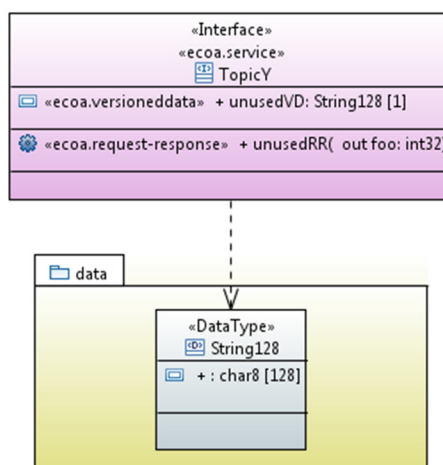 «Interface»
«ecoa.service»
TopicY
«ecoa.versioneddata» + unusedVD: String128 [1]
«ecoa.request-response» + unusedRR( out foo: int32)
data
«DataType»
String128
+ : char8 [128]